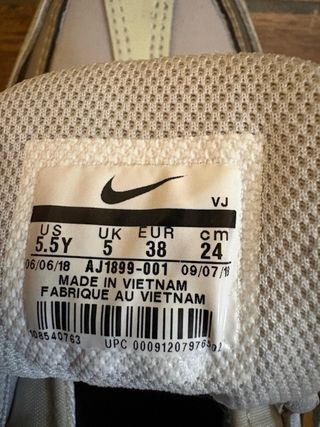 VJ
US UK EUR cm
5.5Y 5 38 24
06/06/18 AJ1899-001 09/07/18
MADE IN VIETNAM
FABRIQUE AU VIETNAM
108540763
UPC